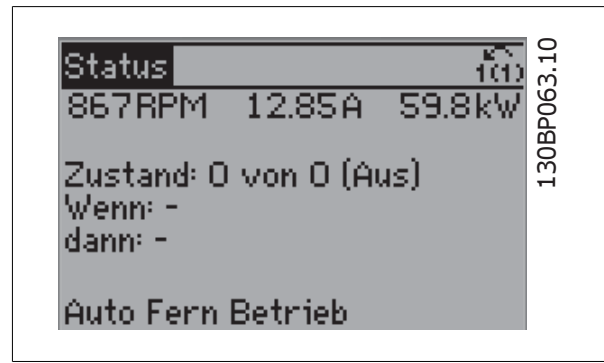 Status 1(1)
867RPM 12.85A 59.8kW
Zustand: 0 von 0 (Aus)
Wenn: -
dann: -
Auto Fern Betrieb
130BP063.10